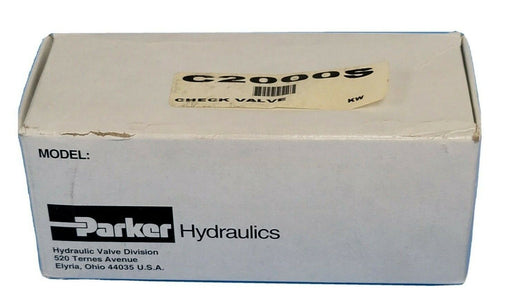 C2000S
CHECK VALVE KW
MODEL:
Parker Hydraulics
Hydraulic Valve Division
520 Ternes Avenue
Elyria, Ohio 44035 U.S.A.